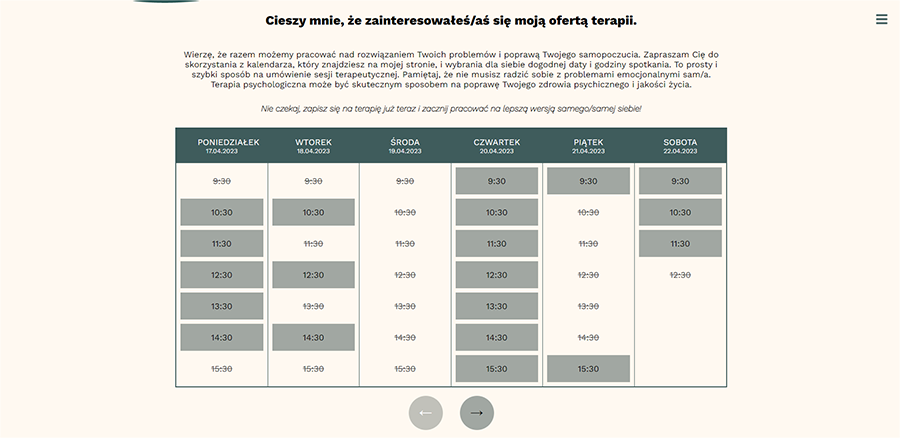 Cieszy mnie, że zainteresowałeś/aś się moją ofertą terapii.
Wierzę, że razem możemy pracować nad rozwiązaniem Twoich problemów i poprawą Twojego samopoczucia. Zapraszam Cię do
skorzystania z kalendarza, który znajdziesz na mojej stronie, i wybrania dla siebie dogodnej daty i godziny spotkania. To prosty i
szybki sposób na umówienie sesji terapeutycznej. Pamiętaj, że nie musisz radzić sobie z problemami emocjonalnymi sam/a.
Terapia psychologiczna może być skutecznym sposobem na poprawę Twojego zdrowia psychicznego i jakości życia.
Nie czekaj, zapisz się na terapię już teraz i zacznij pracować na lepszą wersją samego/samej siebie!
PONIEDZIAŁEK WTOREK ŚRODA CZWARTEK PIĄTEK SOBOTA
17.04.2023 18.04.2023 19.04.2023 20.04.2023 21.04.2023 22.04.2023
9:30 9:30 9:30 9:30 9:30 9:30
10:30 10:30 10:30 10:30 10:30 10:30
11:30 11:30 11:30 11:30 11:30 11:30
12:30 12:30 12:30 12:30 12:30 12:30
13:30 13:30 13:30 13:30 13:30
14:30 14:30 14:30 14:30 14:30
15:30 15:30 15:30 15:30 15:30